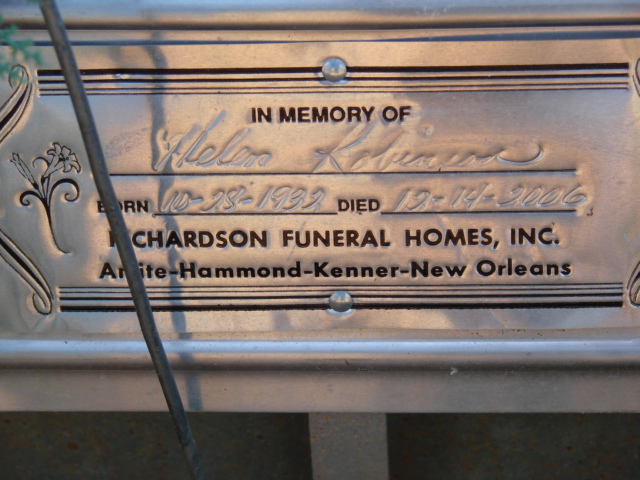 IN MEMORY OF
Helen Robinson
BORN 10-28-1932 DIED 12-14-2006
RICHARDSON FUNERAL HOMES, INC.
Amite-Hammond-Kenner-New Orleans